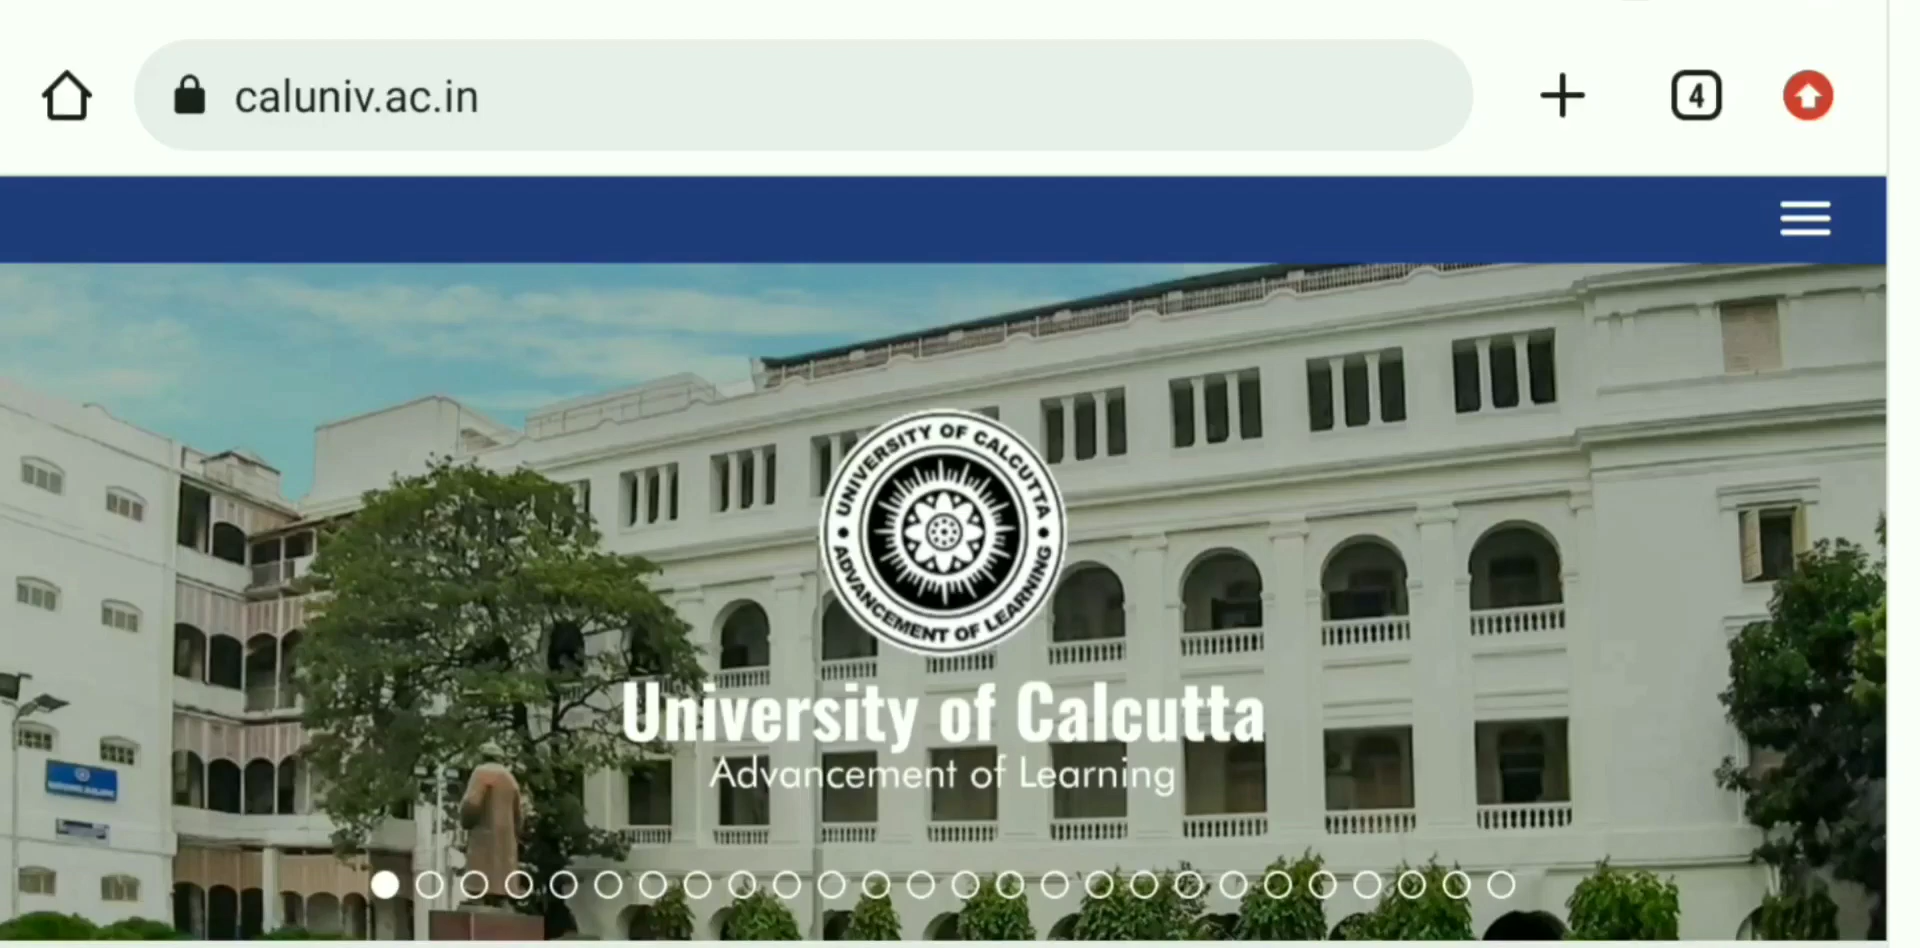 caluniv.ac.in
4
UNIVERSITY OF CALCUTTA
ADVANCEMENT OF LEARNING
University of Calcutta
Advancement of Learning